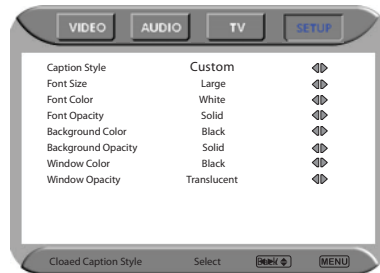 VIDEO AUDIO TV SETUP
Caption Style Custom
Font Size Large
Font Color White
Font Opacity Solid
Background Color Black
Background Opacity Solid
Window Color Black
Window Opacity Translucent
Cloaed Caption Style Select MENU